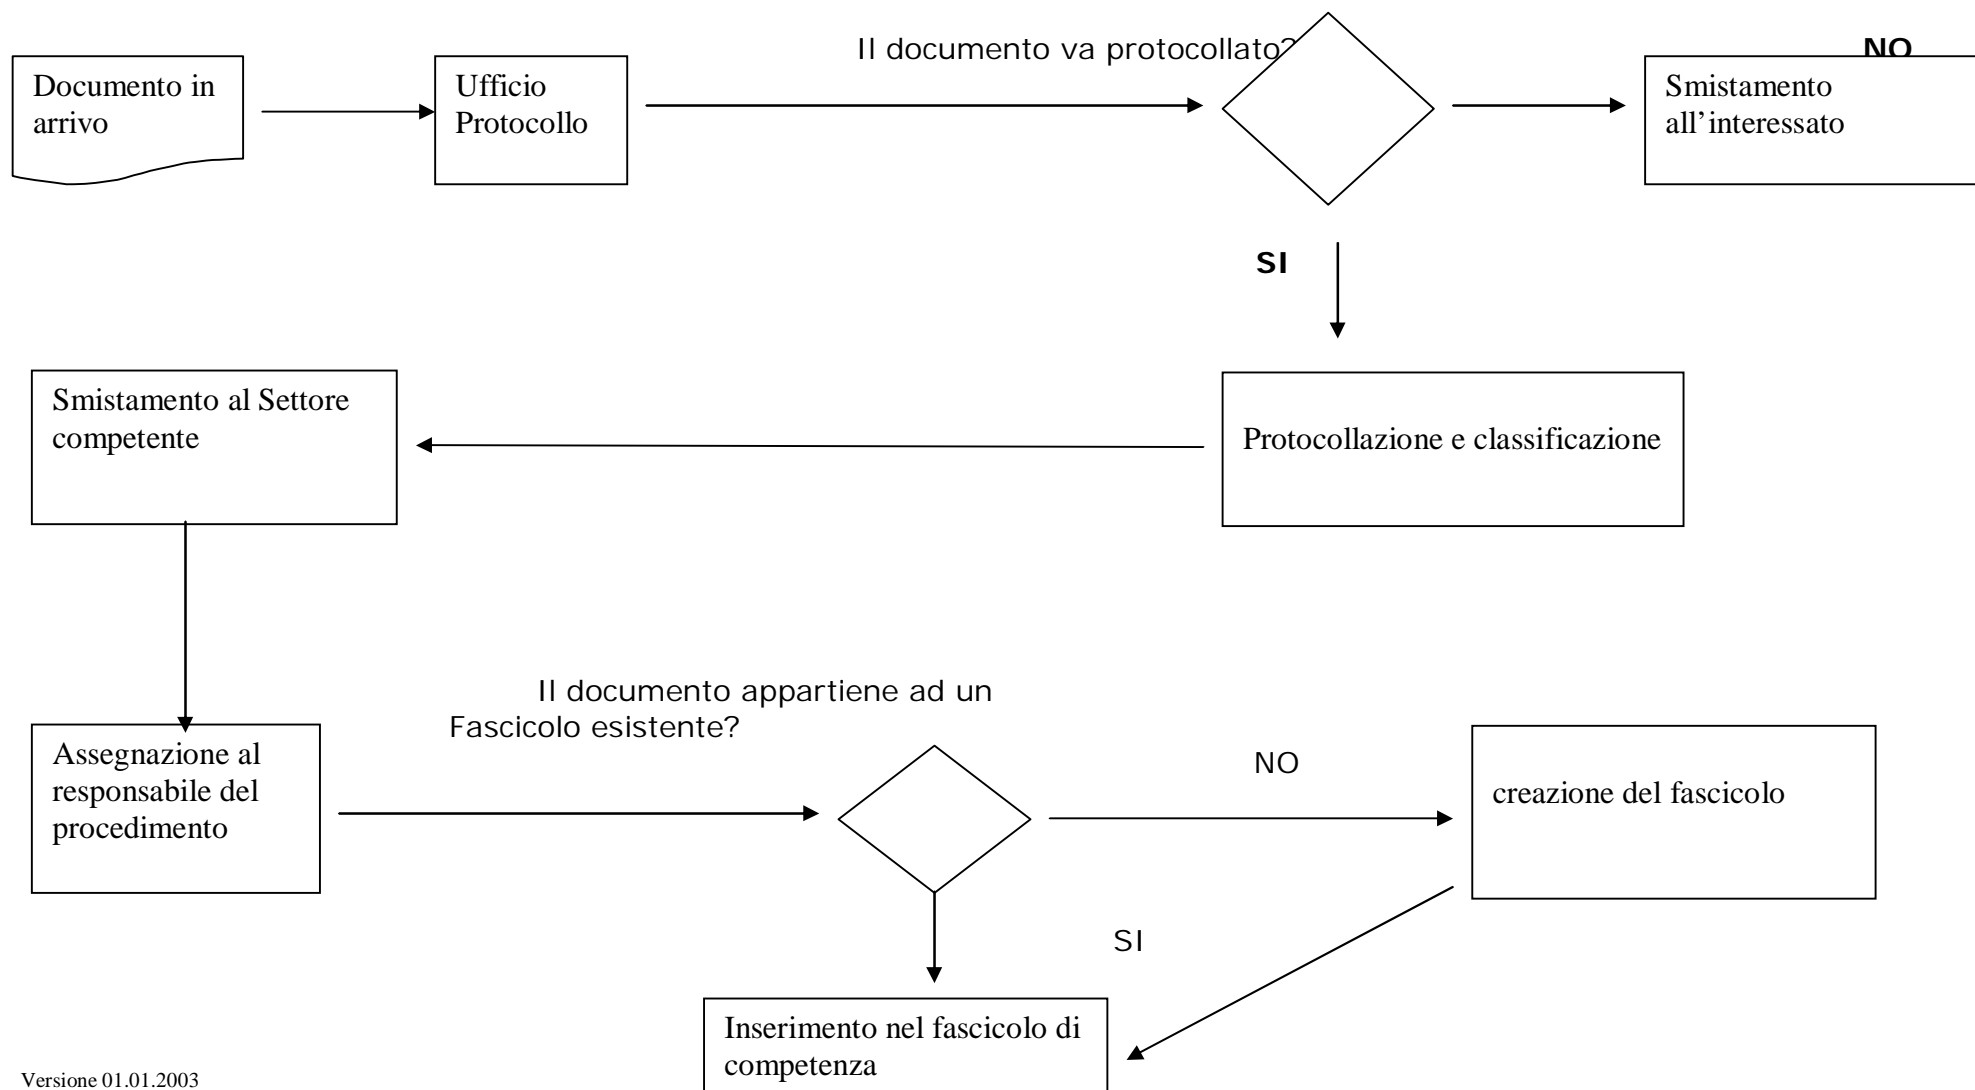 Il documento va protocollato?
NO
Documento in
arrivo
Ufficio
Protocollo
Smistamento
all’interessato
SI
Smistamento al Settore
competente
Protocollazione e classificazione
Il documento appartiene ad un
Fascicolo esistente?
Assegnazione al
responsabile del
procedimento
NO
creazione del fascicolo
SI
Inserimento nel fascicolo di
competenza
Versione 01.01.2003